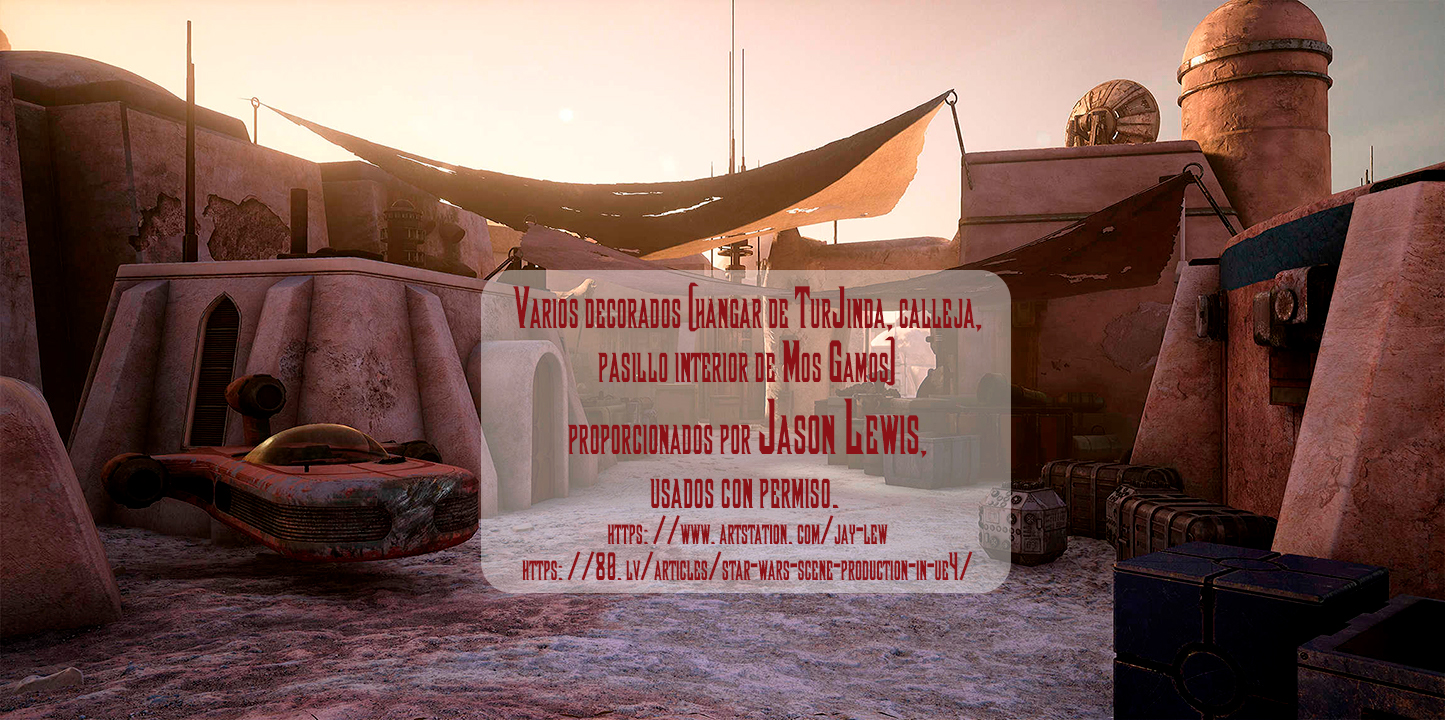 Varios decorados (hangar de TurJinda, calleja,
pasillo interior de Mos Gamos)
proporcionados por Jason Lewis,
usados con permiso.
https://www.artstation.com/jay-lew
https://80.lv/articles/star-wars-scene-production-in-ue4/